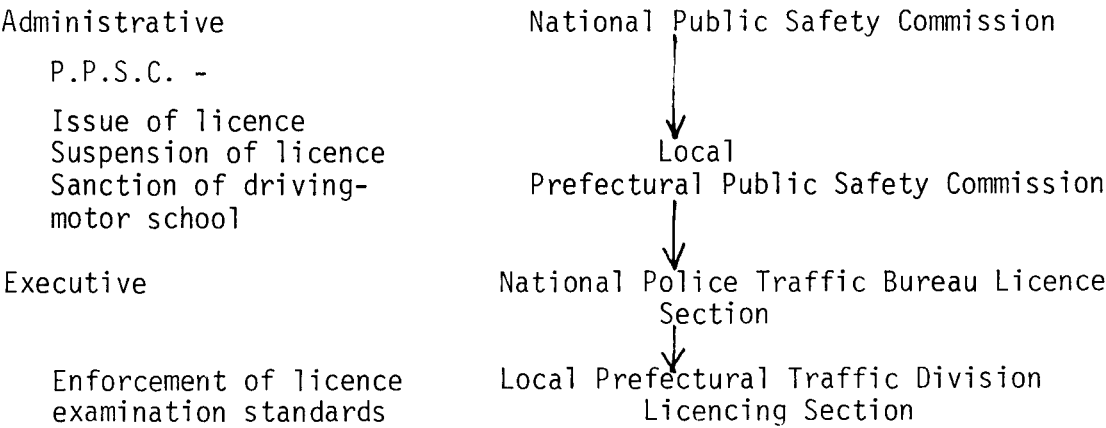 Administrative
National Public Safety Commission
P.P.S.C. -
Issue of licence
Suspension of licence
Sanction of driving-
motor school
Local
Prefectural Public Safety Commission
Executive
National Police Traffic Bureau Licence
Section
Enforcement of licence
examination standards
Local Prefectural Traffic Division
Licencing Section